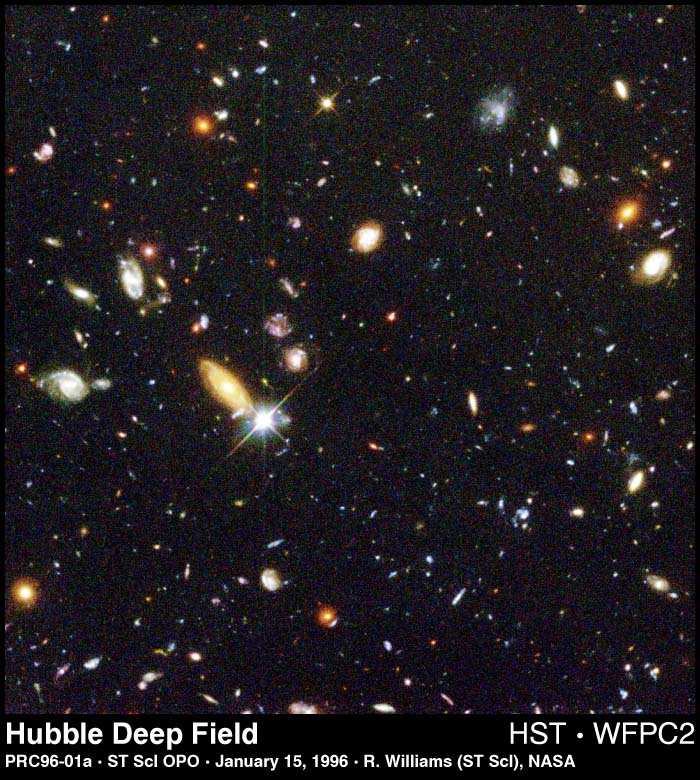 Hubble Deep Field HST · WFPC2
PRC96-01a · ST ScI OPO · January 15, 1996 · R. Williams (ST ScI), NASA